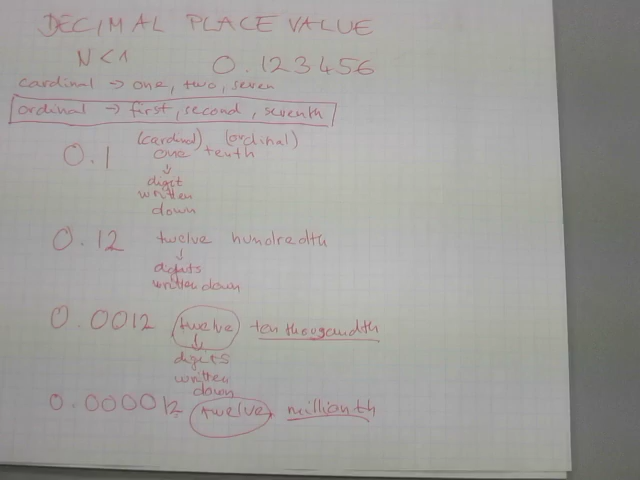 DECIMAL PLACE VALUE
N<1 0.123456
cardinal → one, two, seven
ordinal → first, second, seventh
(cardinal) (ordinal)
0.1 one tenth
↓
digit
written
down
0.12 twelve hundredth
↓
digits
written down
0.0012 twelve ten thousandth
↓
digits
written
down
0.000012 twelve millianth